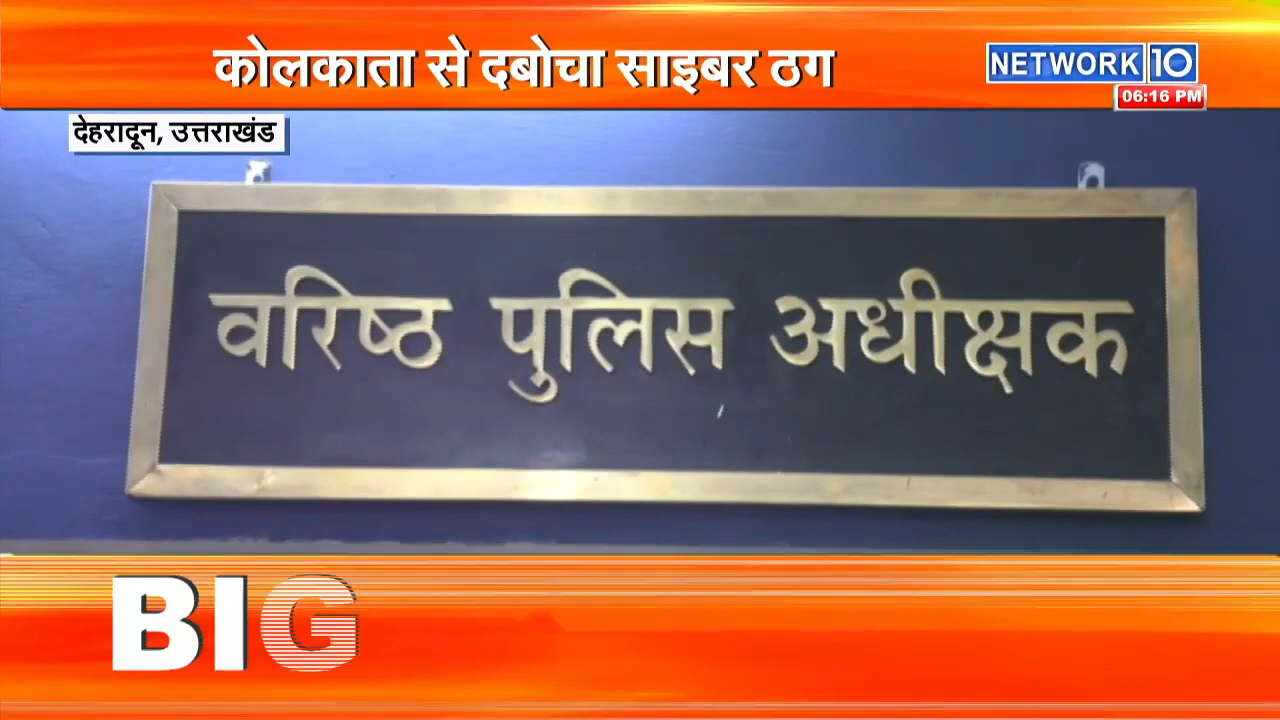 कोलकाता से दबोचा साइबर ठग
NETWORK 10
06:16 PM
देहरादून, उत्तराखंड
वरिष्ठ पुलिस अधीक्षक
BIG